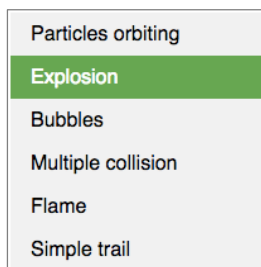 Particles orbiting
Explosion
Bubbles
Multiple collision
Flame
Simple trail